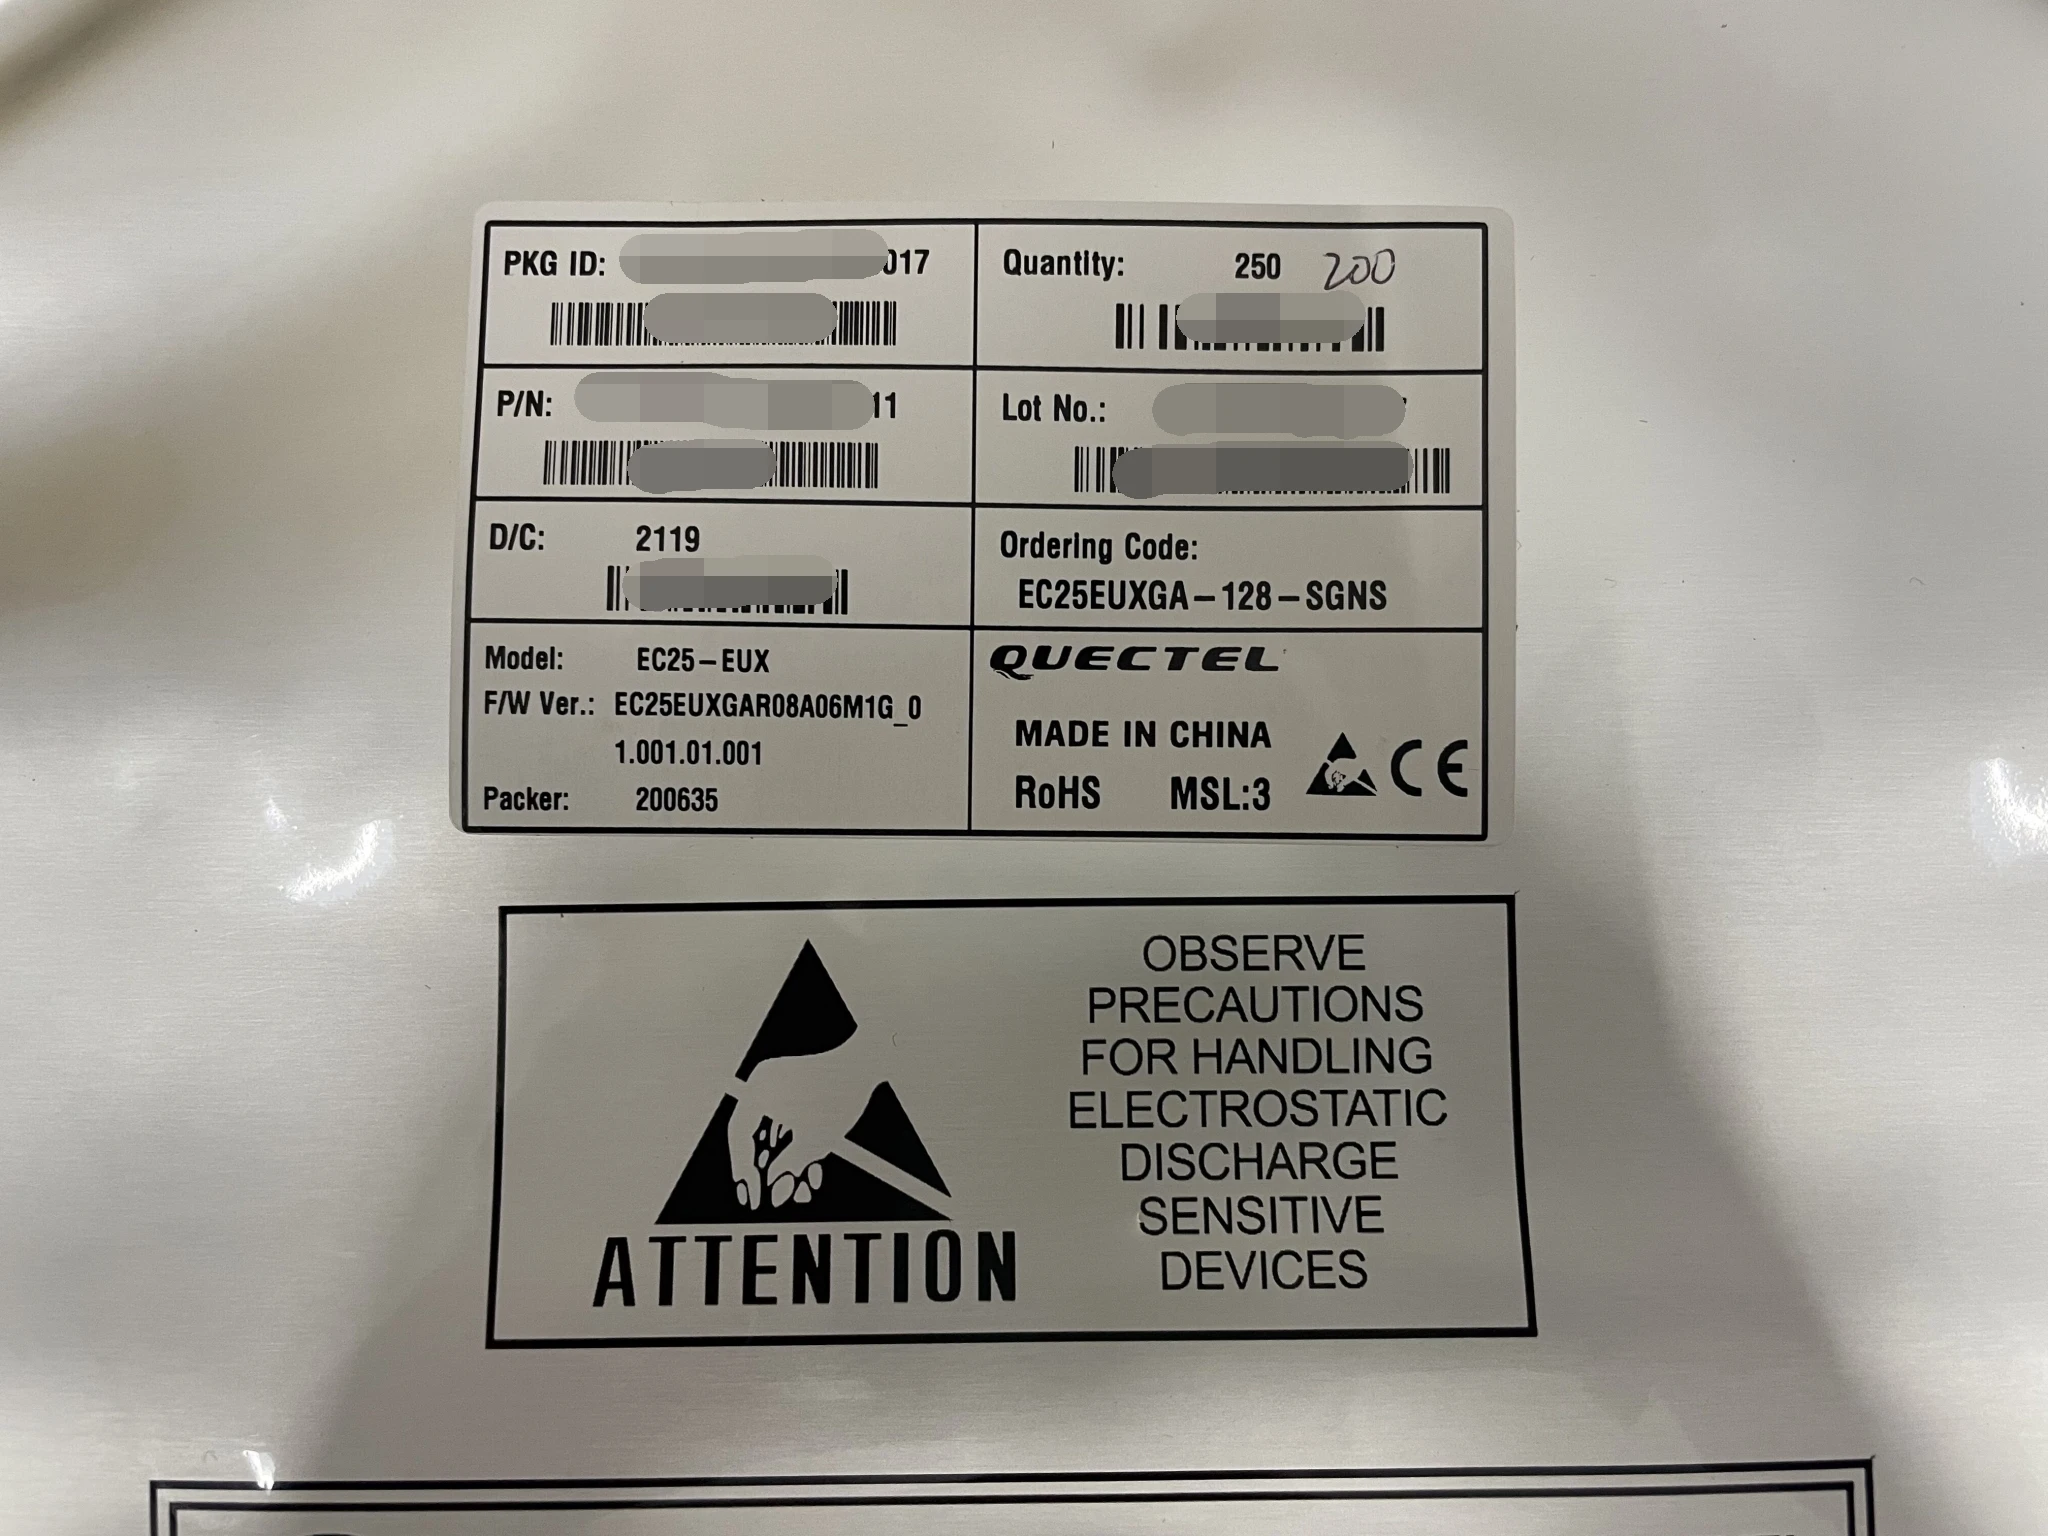 PKG ID: 017
Quantity: 250 200
P/N: 11
Lot No.:
D/C: 2119
Ordering Code:
EC25EUXGA-128-SGNS
Model: EC25-EUX
F/W Ver.: EC25EUXGAR08A06M1G_0
1.001.01.001
Packer: 200635
QUECTEL
MADE IN CHINA
RoHS MSL:3 CE
ATTENTION
OBSERVE
PRECAUTIONS
FOR HANDLING
ELECTROSTATIC
DISCHARGE
SENSITIVE
DEVICES